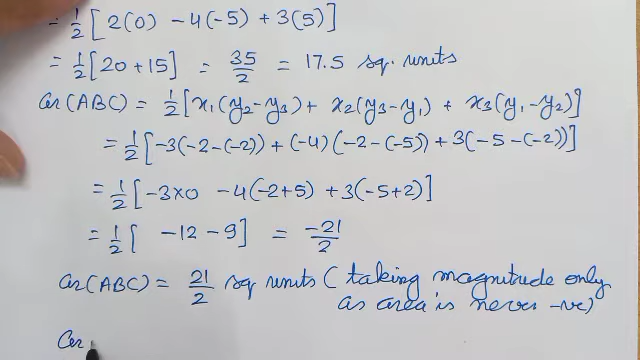 = 1/2 [ 2(0) - 4(-5) + 3(5) ]
= 1/2 [20 + 15] = 35/2 = 17.5 sq. units
ar(ABC) = 1/2 [x₁(y₂-y₃) + x₂(y₃-y₁) + x₃(y₁-y₂)]
= 1/2 [-3(-2-(-2)) + (-4)(-2-(-5)) + 3(-5-(-2))]
= 1/2 [-3×0 -4(-2+5) + 3(-5+2)]
= 1/2 [ -12 - 9] = -21/2
ar(ABC) = 21/2 sq units ( taking magnitude only
as area is never -ve)
ar